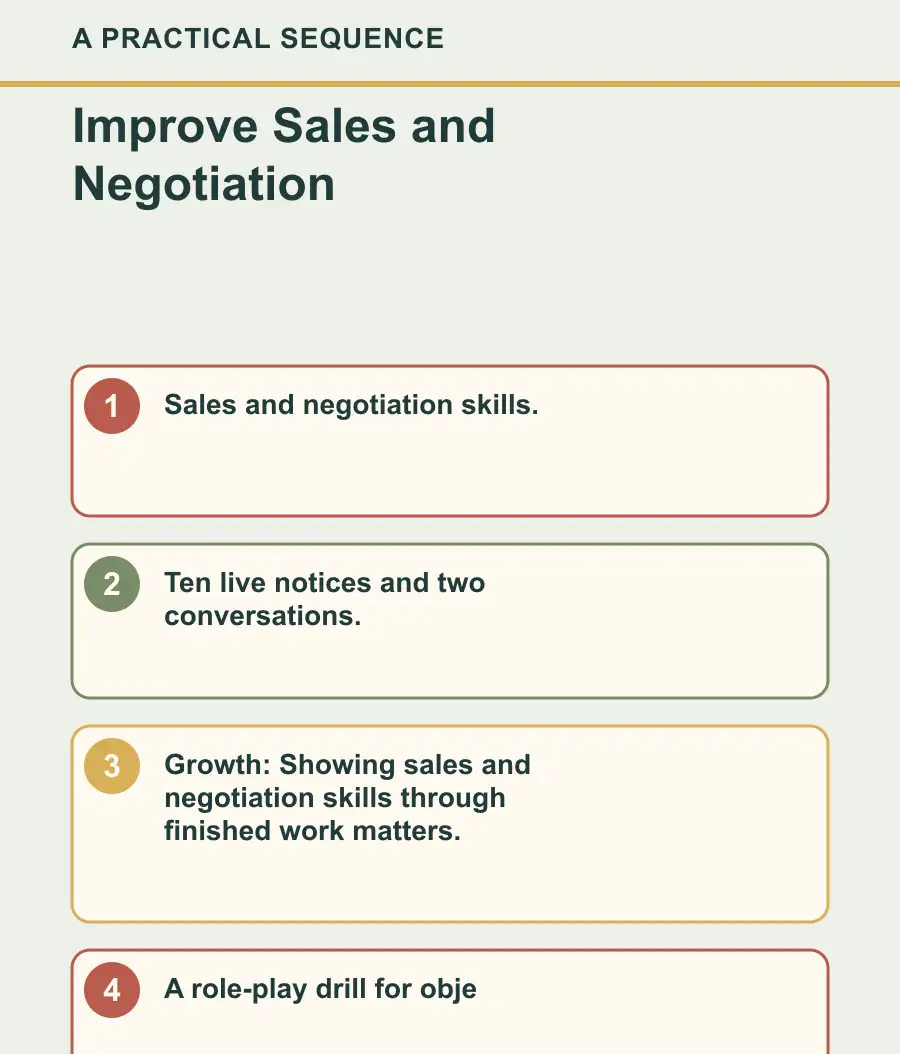 A PRACTICAL SEQUENCE
Improve Sales and
Negotiation
1
Sales and negotiation skills.
2
Ten live notices and two
conversations.
3
Growth: Showing sales and
negotiation skills through
finished work matters.
4
A role-play drill for obje